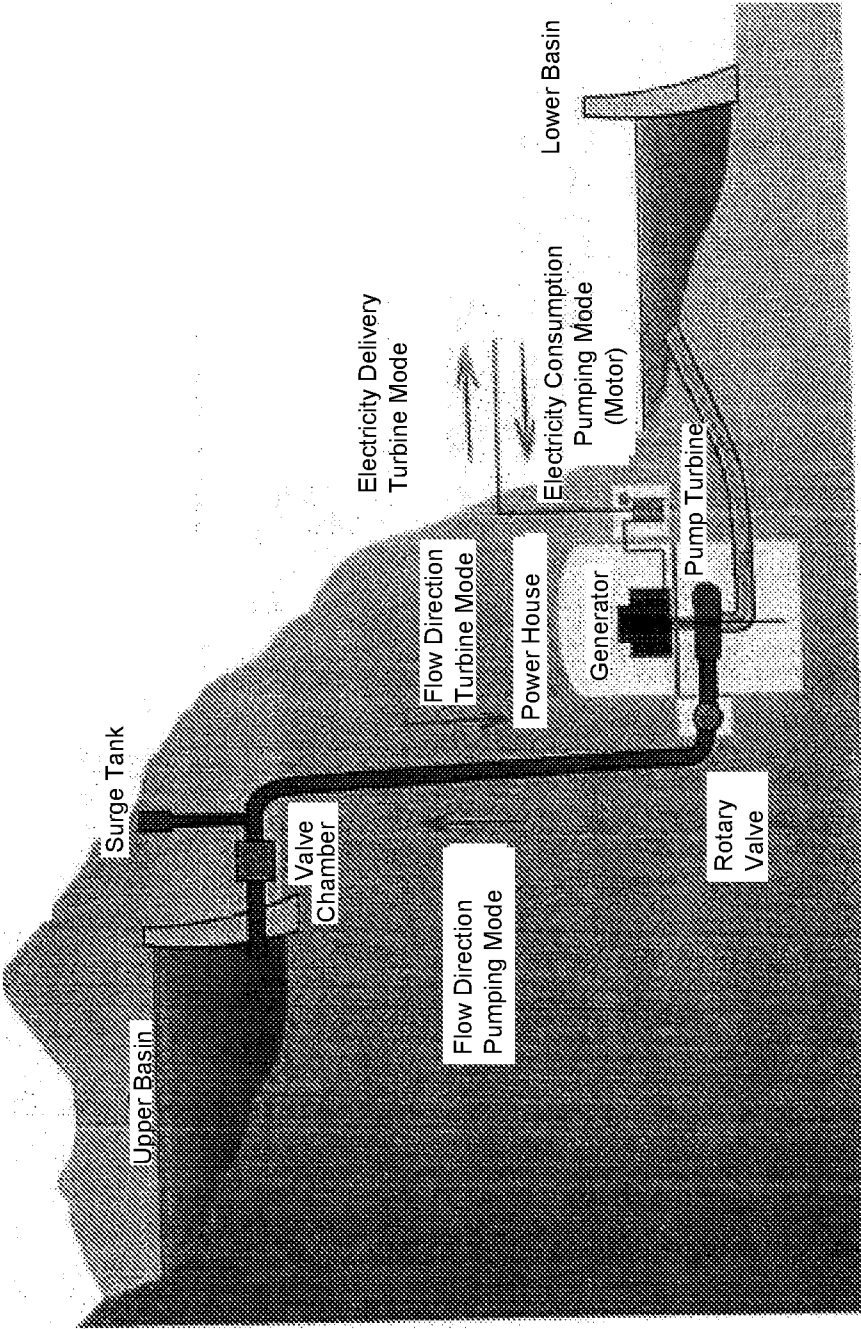 Upper Basin
Surge Tank
Valve
Chamber
Flow Direction
Pumping Mode
Flow Direction
Turbine Mode
Electricity Delivery
Turbine Mode
Power House
Electricity Consumption
Pumping Mode
(Motor)
Lower Basin
Generator
Rotary
Valve
Pump Turbine